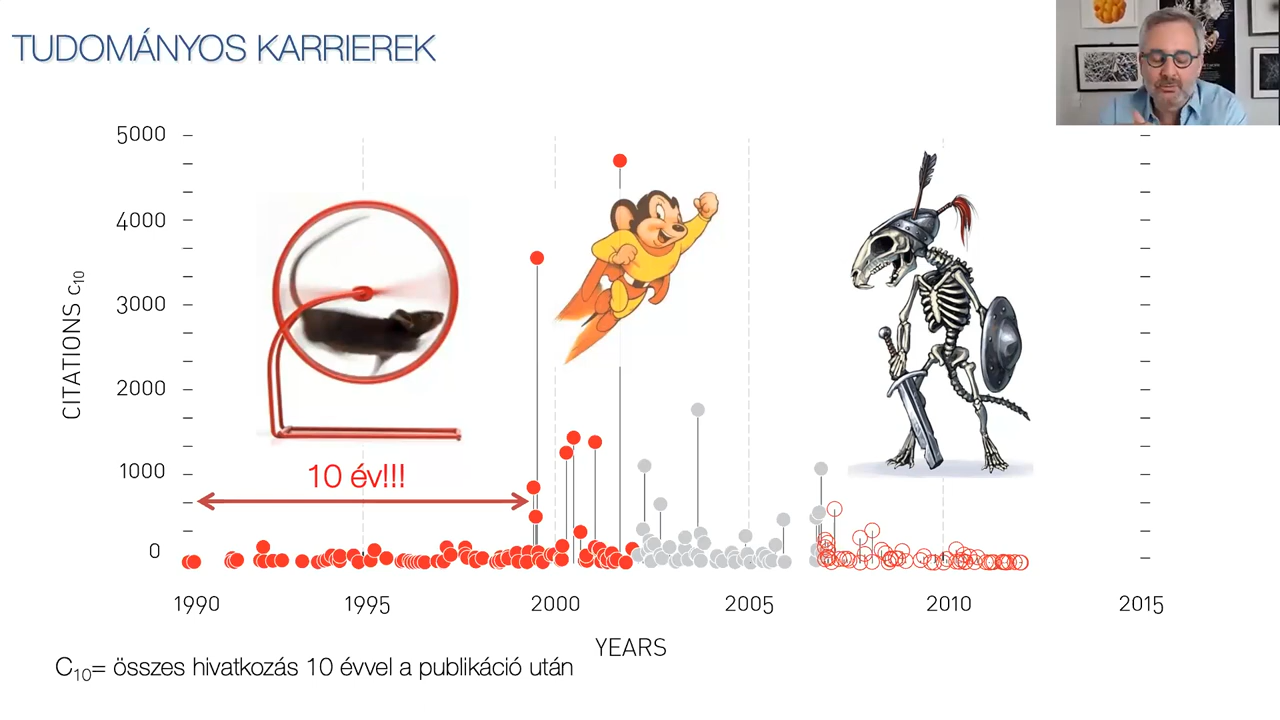 TUDOMÁNYOS KARRIEREK
5000
4000
3000
2000
1000
0
CITATIONS c10
10 év!!!
1990 1995 2000 2005 2010 2015
YEARS
C10= összes hivatkozás 10 évvel a publikáció után